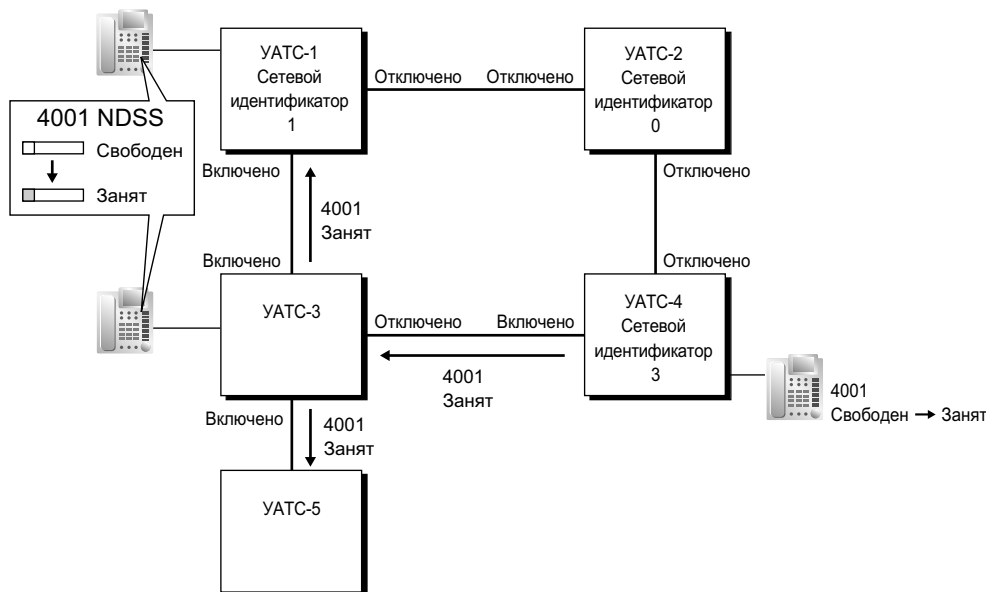 УАТС-1
Сетевой
идентификатор
1
Отключено
Отключено
УАТС-2
Сетевой
идентификатор
0
4001 NDSS
Свободен
Занят
Включено
4001
Занят
Включено
Отключено
Отключено
УАТС-3
Отключено
Включено
4001
Занят
УАТС-4
Сетевой
идентификатор
3
4001
Свободен → Занят
Включено
4001
Занят
УАТС-5